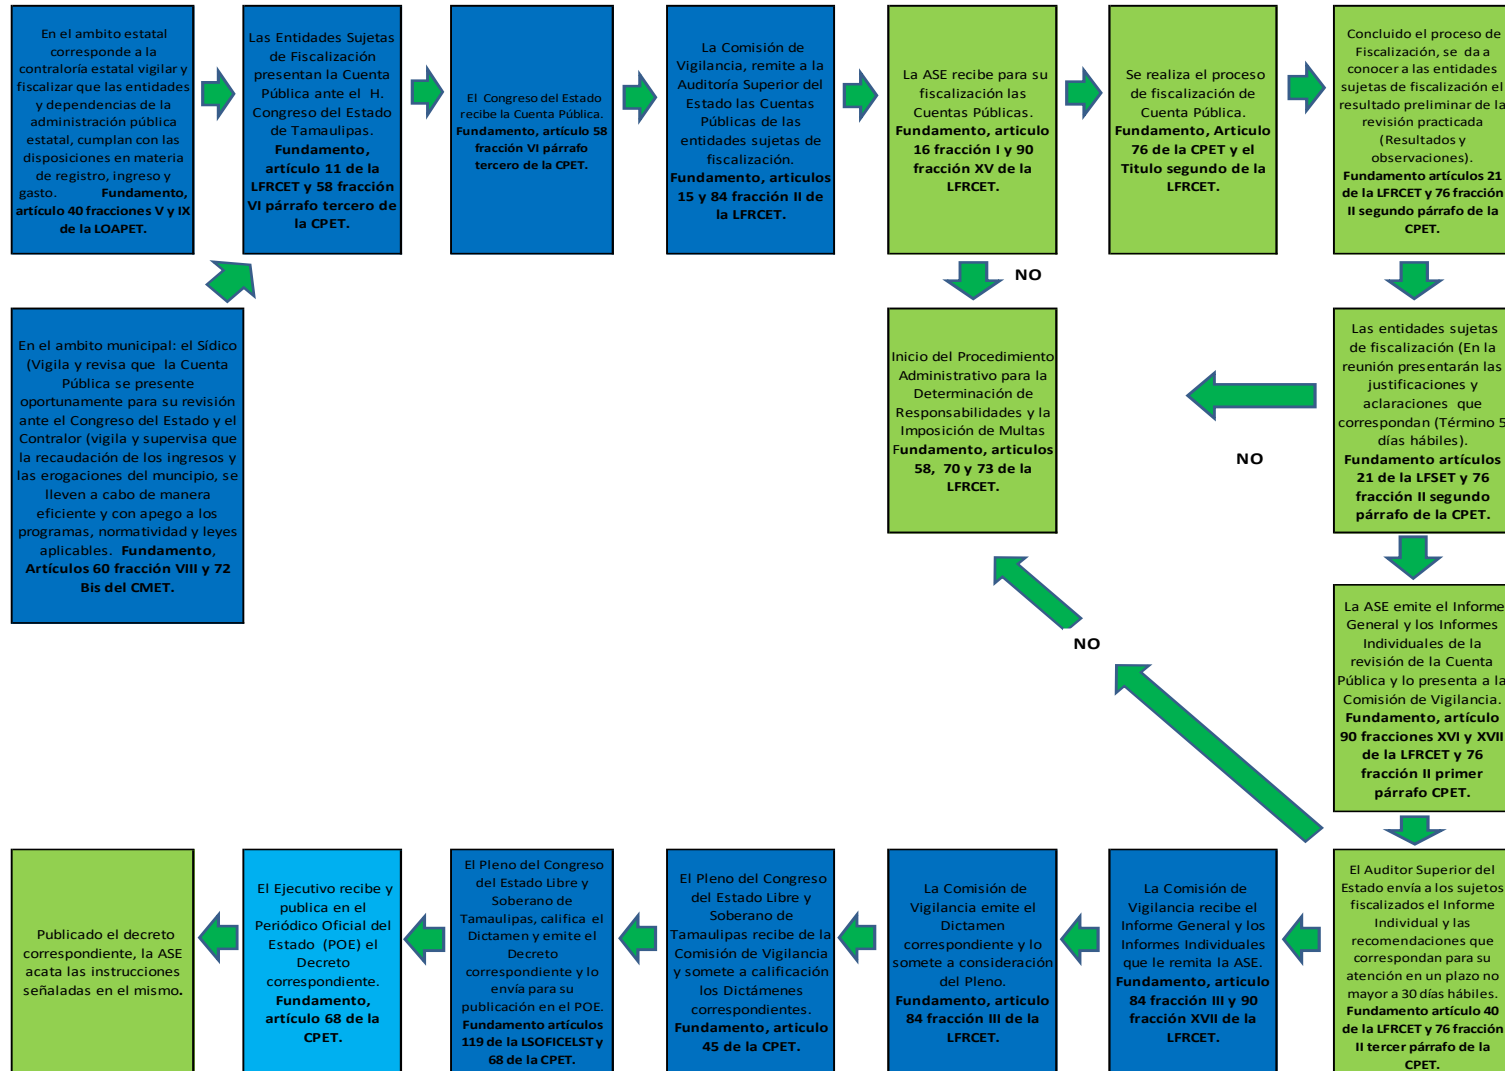 En el ambito estatal
corresponde a la
contraloría estatal vigilar y
fiscalizar que las entidades
y dependencias de la
administración pública
estatal, cumplan con las
disposiciones en materia
de registro, ingreso y
gasto. Fundamento,
artículo 40 fracciones V y IX
de la LOAPET.
Las Entidades Sujetas
de Fiscalización
presentan la Cuenta
Pública ante el H.
Congreso del Estado
de Tamaulipas.
Fundamento,
artículo 11 de la
LFRCET y 58 fracción
VI párrafo tercero de
la CPET.
El Congreso del Estado
recibe la Cuenta Pública.
Fundamento, artículo 58
fracción VI párrafo
tercero de la CPET.
La Comisión de
Vigilancia, remite a la
Auditoría Superior del
Estado las Cuentas
Públicas de las
entidades sujetas de
fiscalización.
Fundamento, articulos
15 y 84 fracción II de
la LFRCET.
La ASE recibe para su
fiscalización las
Cuentas Públicas.
Fundamento, articulo
16 fracción I y 90
fracción XV de la
LFRCET.
Se realiza el proceso
de fiscalización de
Cuenta Pública.
Fundamento, Articulo
76 de la CPET y el
Titulo segundo de la
LFRCET.
Concluido el proceso de
Fiscalización, se da a
conocer a las entidades
sujetas de fiscalización el
resultado preliminar de la
revisión practicada
(Resultados y
observaciones).
Fundamento artículos 21
de la LFRCET y 76 fracción
II segundo párrafo de la
CPET.
NO
En el ambito municipal: el Sídico
(Vigila y revisa que la Cuenta
Pública se presente
oportunamente para su revisión
ante el Congreso del Estado y el
Contralor (vigila y supervisa que
la recaudación de los ingresos y
las erogaciones del muncipio, se
lleven a cabo de manera
eficiente y con apego a los
programas, normatividad y leyes
aplicables. Fundamento,
Artículos 60 fracción VIII y 72
Bis del CMET.
Inicio del Procedimiento
Administrativo para la
Determinación de
Responsabilidades y la
Imposición de Multas
Fundamento, articulos
58, 70 y 73 de la
LFRCET.
NO
Las entidades sujetas
de fiscalización (En la
reunión presentarán las
justificaciones y
aclaraciones que
correspondan (Término 5
días hábiles).
Fundamento artículos
21 de la LFSET y 76
fracción II segundo
párrafo de la CPET.
NO
La ASE emite el Informe
General y los Informes
Individuales de la
revisión de la Cuenta
Pública y lo presenta a la
Comisión de Vigilancia.
Fundamento, artículo
90 fracciones XVI y XVII
de la LFRCET y 76
fracción II primer
párrafo CPET.
Publicado el decreto
correspondiente, la ASE
acata las instrucciones
señaladas en el mismo.
El Ejecutivo recibe y
publica en el
Periódico Oficial del
Estado (POE) el
Decreto
correspondiente.
Fundamento,
artículo 68 de la
CPET.
El Pleno del Congreso
del Estado Libre y
Soberano de
Tamaulipas, califica el
Dictamen y emite el
Decreto
correspondiente y lo
envía para su
publicación en el POE.
Fundamento artículos
119 de la LSOFICELST y
68 de la CPET.
El Pleno del Congreso
del Estado Libre y
Soberano de
Tamaulipas recibe de la
Comisión de Vigilancia
y somete a calificación
los Dictámenes
correspondientes.
Fundamento, articulo
45 de la CPET.
La Comisión de
Vigilancia emite el
Dictamen
correspondiente y lo
somete a consideración
del Pleno.
Fundamento, articulo
84 fracción III de la
LFRCET.
La Comisión de
Vigilancia recibe el
Informe General y los
Informes Individuales
que le remita la ASE.
Fundamento, articulo
84 fracción III y 90
fracción XVII de la
LFRCET.
El Auditor Superior del
Estado envía a los sujetos
fiscalizados el Informe
Individual y las
recomendaciones que
correspondan para su
atención en un plazo no
mayor a 30 días hábiles.
Fundamento artículo 40
de la LFRCET y 76 fracción
II tercer párrafo de la
CPET.